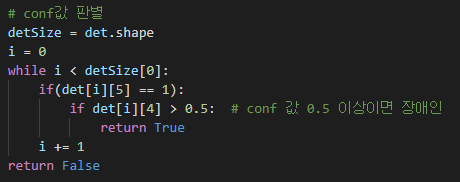 # conf값 판별
detSize = det.shape
i = 0
while i < detSize[0]:
    if(det[i][5] == 1):
        if det[i][4] > 0.5:  # conf 값 0.5 이상이면 장애인
            return True
    i += 1
return False